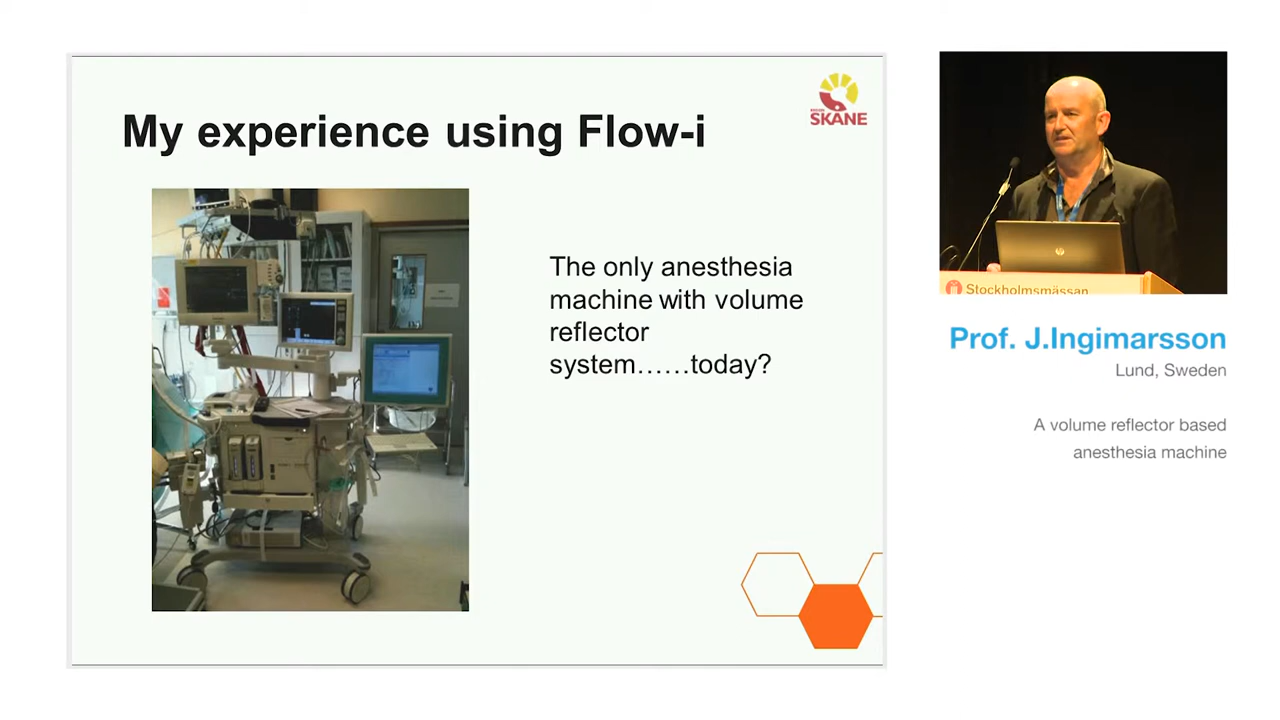 My experience using Flow-i
REGION
SKÅNE
The only anesthesia
machine with volume
reflector
system……today?
Stockholmsmässan
Prof. J.Ingimarsson
Lund, Sweden
A volume reflector based
anesthesia machine